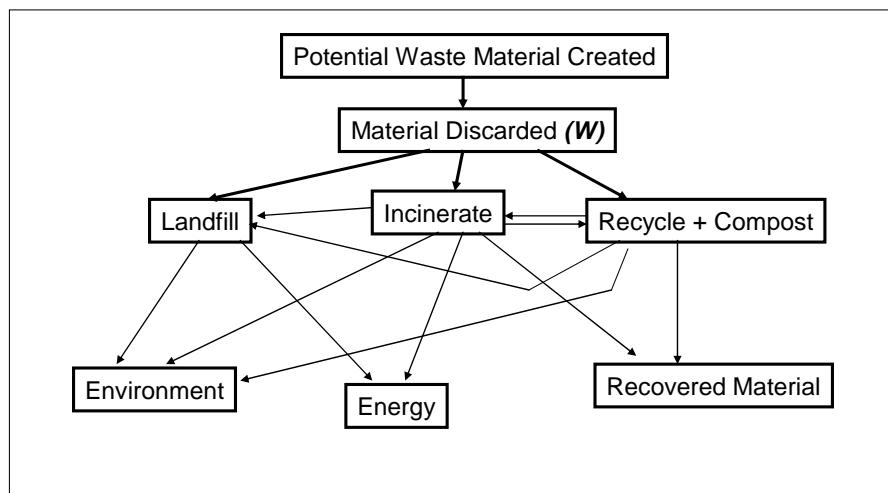 Potential Waste Material Created
Material Discarded (W)
Landfill
Incinerate
Recycle + Compost
Environment
Energy
Recovered Material